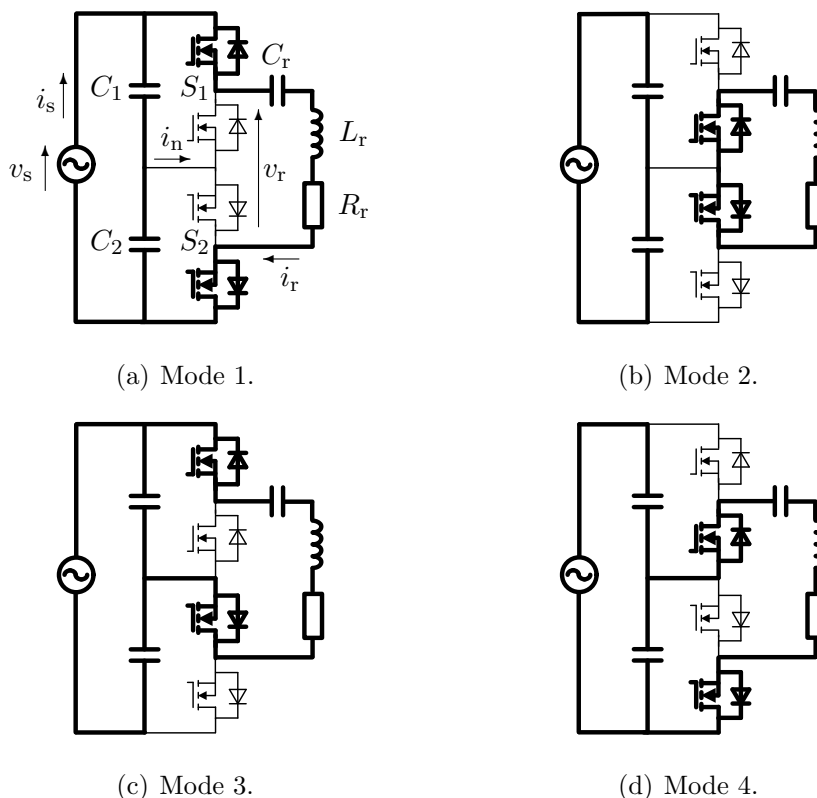 C_r
C_1
S_1
i_s
L_r
i_n
v_s
v_r
R_r
C_2
S_2
i_r
(a) Mode 1.
(b) Mode 2.
(c) Mode 3.
(d) Mode 4.